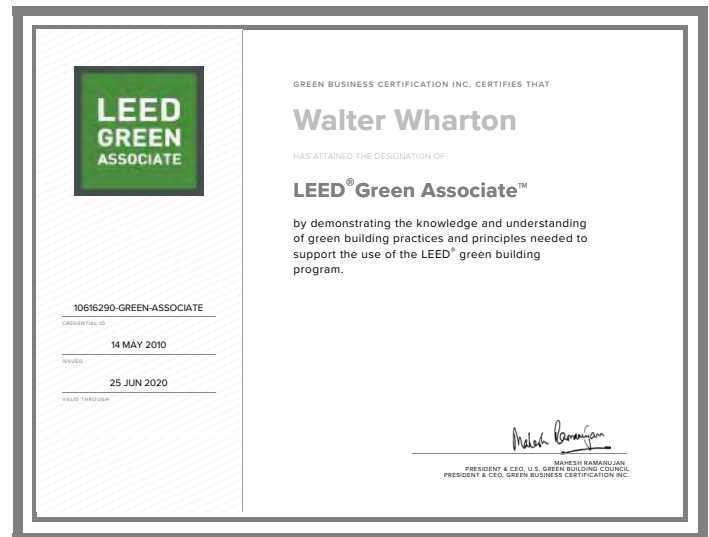 LEED
GREEN
ASSOCIATE
10616290-GREEN-ASSOCIATE
CREDENTIAL ID
14 MAY 2010
ISSUED
25 JUN 2020
VALID THROUGH
GREEN BUSINESS CERTIFICATION INC. CERTIFIES THAT
Walter Wharton
HAS ATTAINED THE DESIGNATION OF
LEED®Green Associate™
by demonstrating the knowledge and understanding
of green building practices and principles needed to
support the use of the LEED® green building
program.
Mahesh Ramanujan
MAHESH RAMANUJAN
PRESIDENT & CEO, U.S. GREEN BUILDING COUNCIL
PRESIDENT & CEO, GREEN BUSINESS CERTIFICATION INC.